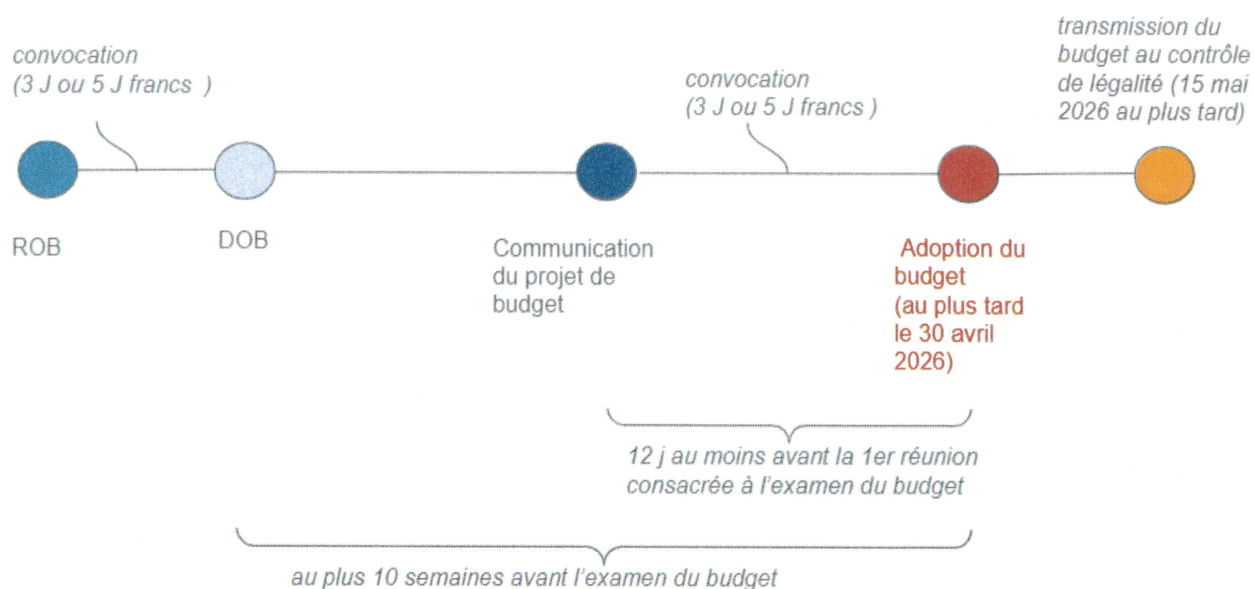 convocation
(3 J ou 5 J francs )
convocation
(3 J ou 5 J francs )
transmission du
budget au contrôle
de légalité (15 mai
2026 au plus tard)
ROB
DOB
Communication
du projet de
budget
Adoption du
budget
(au plus tard
le 30 avril
2026)
12 j au moins avant la 1er réunion
consacrée à l'examen du budget
au plus 10 semaines avant l'examen du budget